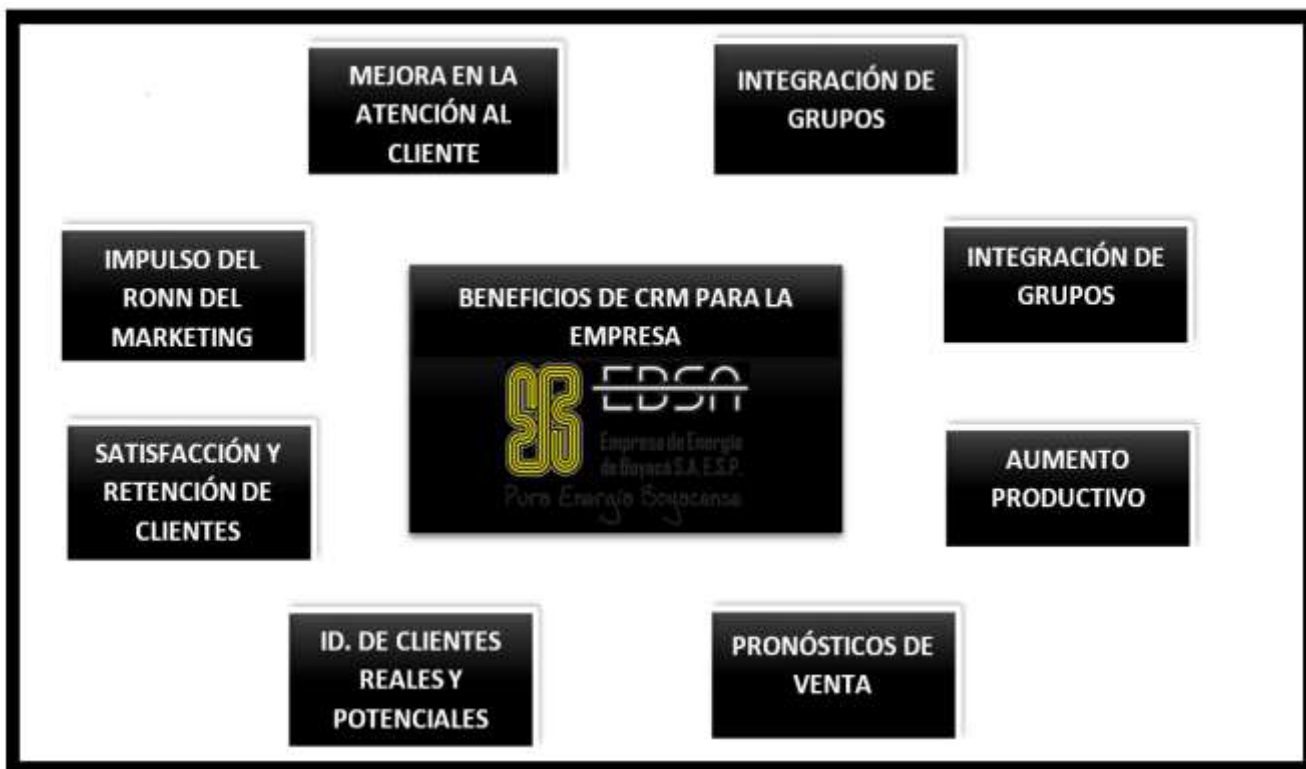 MEJORA EN LA
ATENCIÓN AL
CLIENTE
INTEGRACIÓN DE
GRUPOS
IMPULSO DEL
RONN DEL
MARKETING
BENEFICIOS DE CRM PARA LA
EMPRESA
EBSA
Empresa de Energía
de Boyacá S.A. E.S.P.
Pura Energía Boyacense
INTEGRACIÓN DE
GRUPOS
SATISFACCIÓN Y
RETENCIÓN DE
CLIENTES
AUMENTO
PRODUCTIVO
ID. DE CLIENTES
REALES Y
POTENCIALES
PRONÓSTICOS DE
VENTA